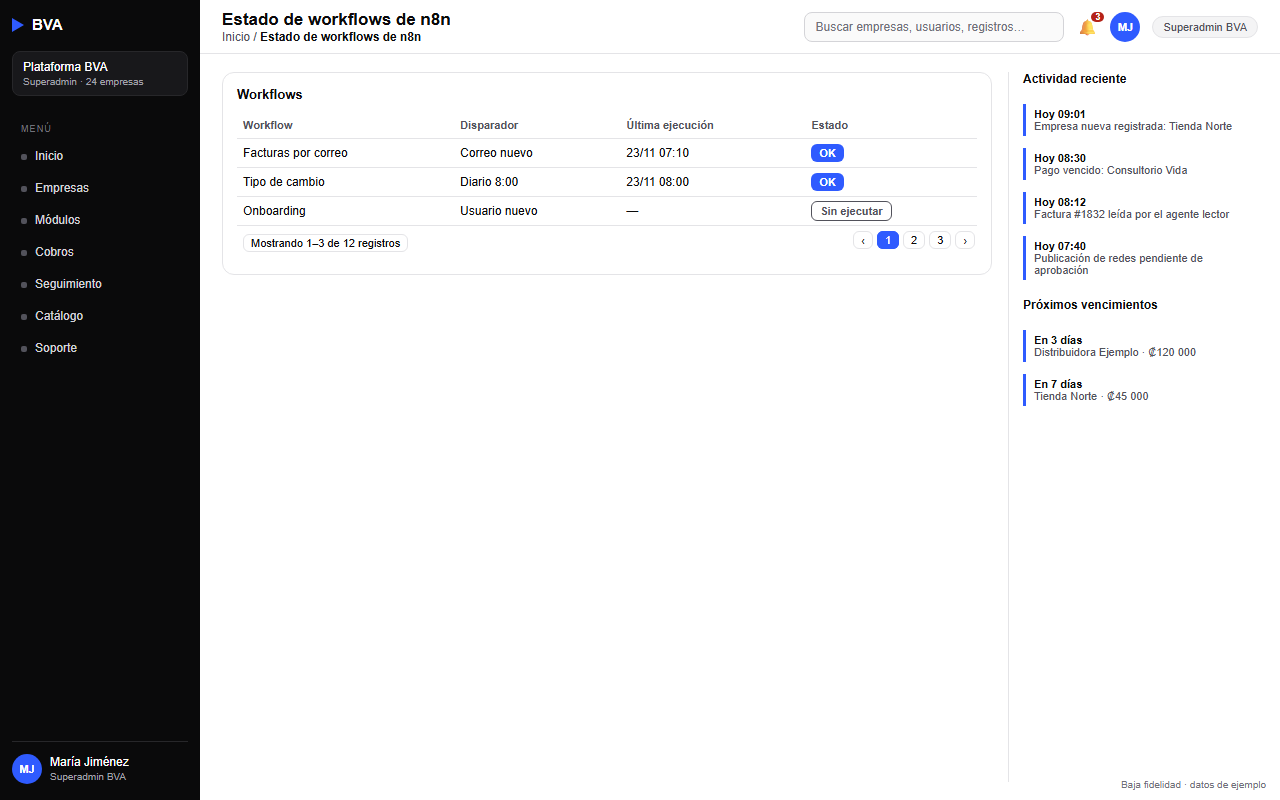 BVA
Plataforma BVA
Superadmin · 24 empresas
MENÚ
Inicio
Empresas
Módulos
Cobros
Seguimiento
Catálogo
Soporte
MJ
María Jiménez
Superadmin BVA
Estado de workflows de n8n
Inicio / Estado de workflows de n8n
Buscar empresas, usuarios, registros…
3
MJ
Superadmin BVA
Workflows
Workflow Disparador Última ejecución Estado
Facturas por correo Correo nuevo 23/11 07:10 OK
Tipo de cambio Diario 8:00 23/11 08:00 OK
Onboarding Usuario nuevo — Sin ejecutar
Mostrando 1–3 de 12 registros ‹ 1 2 3 ›
Actividad reciente
Hoy 09:01
Empresa nueva registrada: Tienda Norte
Hoy 08:30
Pago vencido: Consultorio Vida
Hoy 08:12
Factura #1832 leída por el agente lector
Hoy 07:40
Publicación de redes pendiente de
aprobación
Próximos vencimientos
En 3 días
Distribuidora Ejemplo · ₡120 000
En 7 días
Tienda Norte · ₡45 000
Baja fidelidad · datos de ejemplo